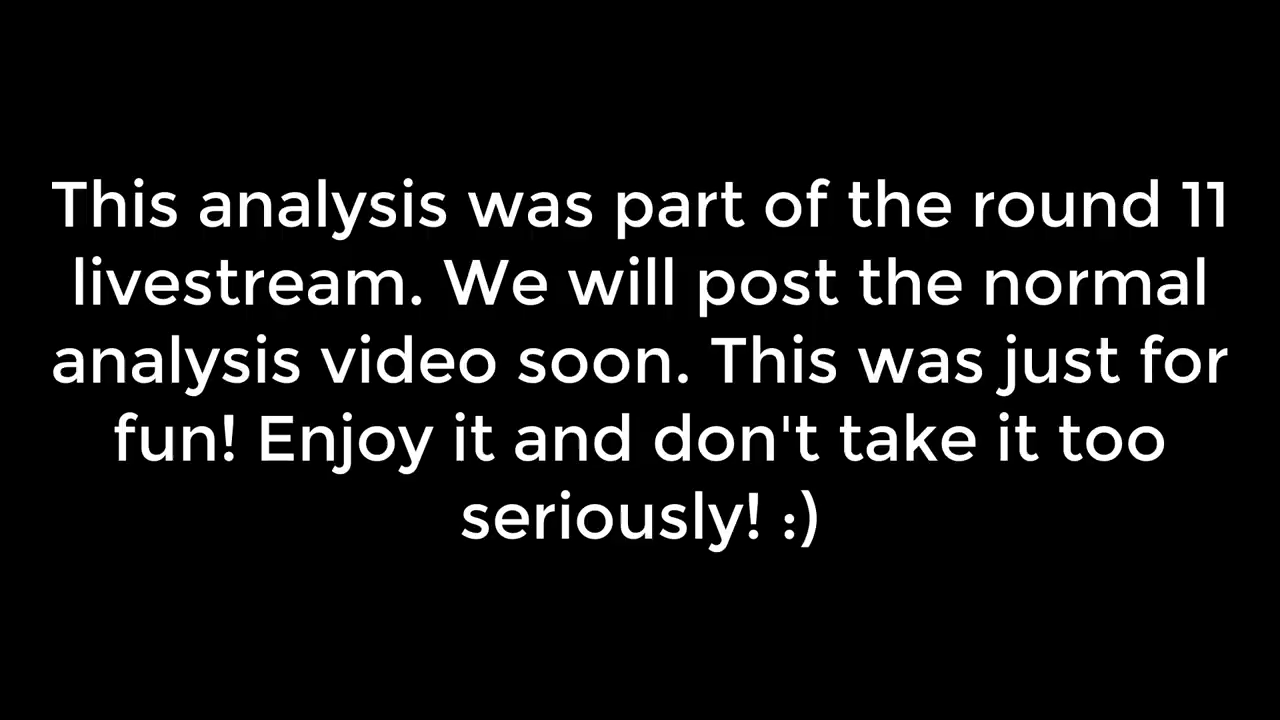 This analysis was part of the round 11
livestream. We will post the normal
analysis video soon. This was just for
fun! Enjoy it and don't take it too
seriously! :)